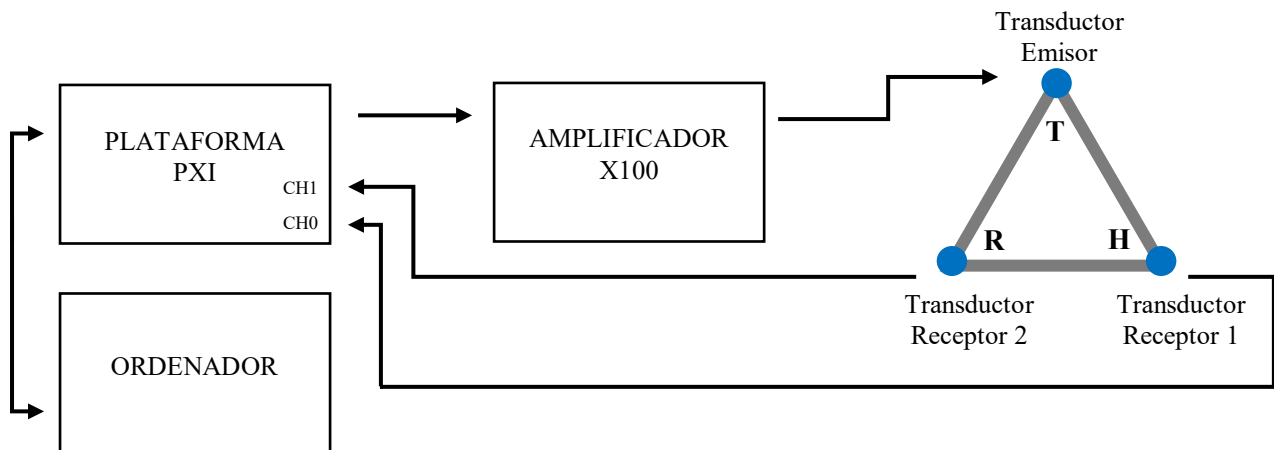 Transductor
Emisor
PLATAFORMA
PXI
CH1
CH0
AMPLIFICADOR
X100
T
R
H
Transductor
Receptor 2
Transductor
Receptor 1
ORDENADOR